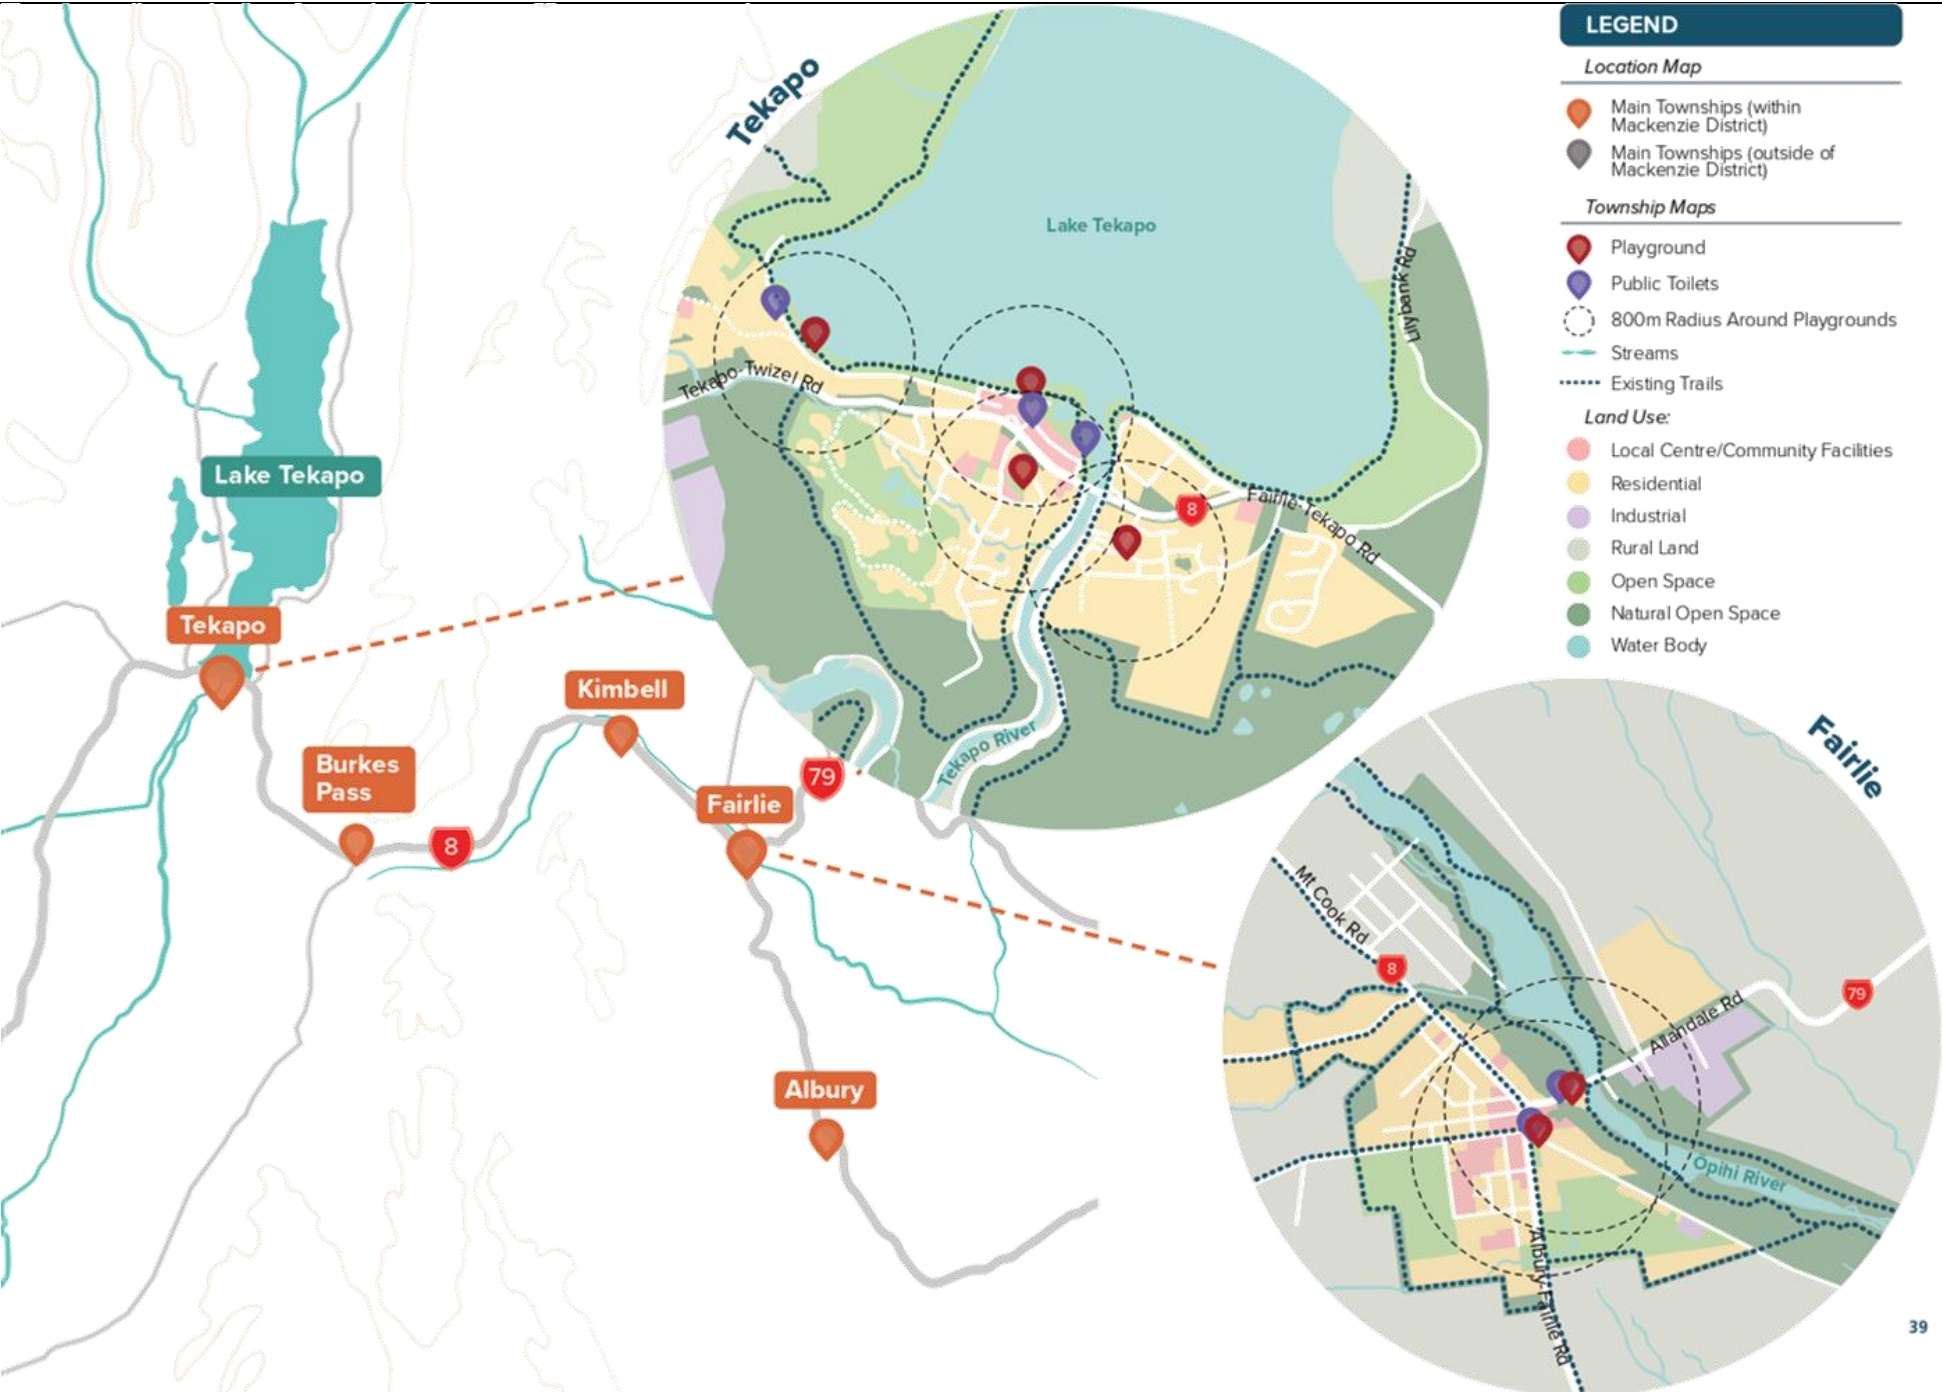 LEGEND
Location Map
Main Townships (within
Mackenzie District)
Main Townships (outside of
Mackenzie District)
Township Maps
Playground
Public Toilets
800m Radius Around Playgrounds
Streams
Existing Trails
Land Use:
Local Centre/Community Facilities
Residential
Industrial
Rural Land
Open Space
Natural Open Space
Water Body
Tekapo
Lake Tekapo
Lilybank Rd
Tekapo-Twizel Rd
8
Fairlie-Tekapo Rd
Tekapo River
Lake Tekapo
Tekapo
Kimbell
Burkes
Pass
8
Fairlie
79
Albury
Fairlie
Mt Cook Rd
8
79
Allandale Rd
Opihi River
Albury-Fairlie Rd
39